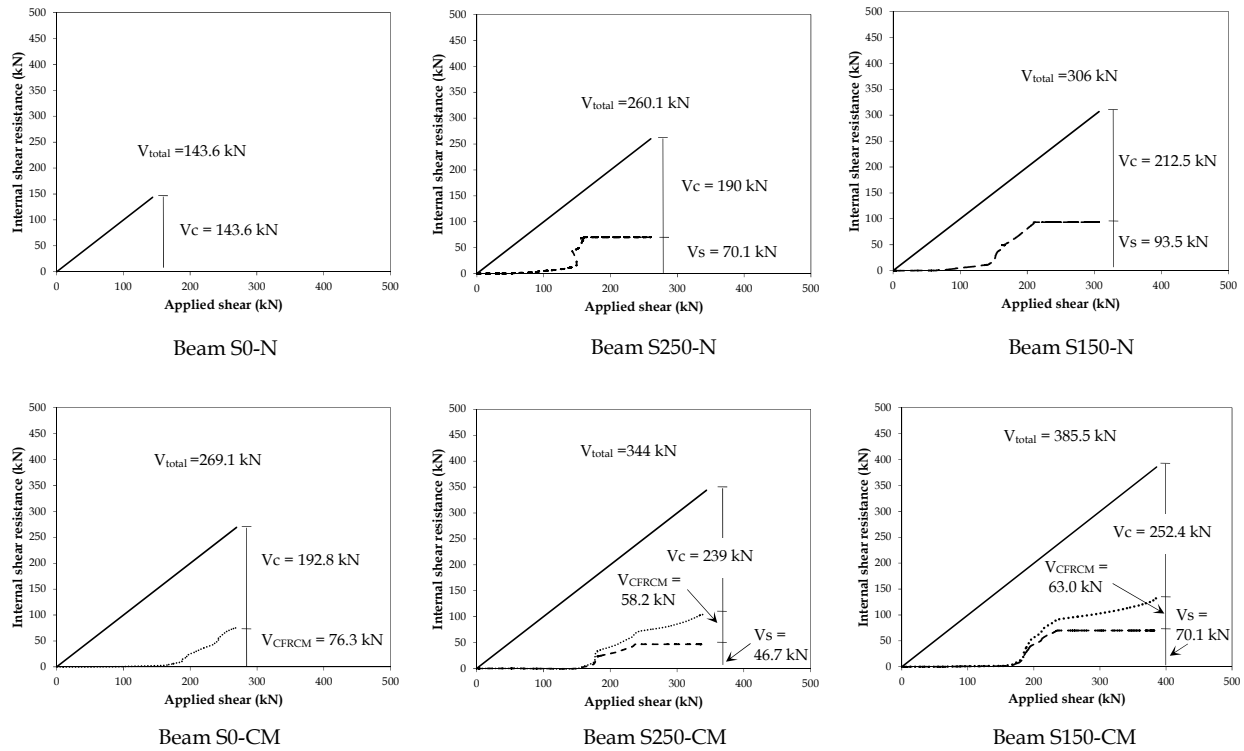 Internal shear resistance (kN)
500
450
400
350
300
250
200
150
100
50
0
V_total =143.6 kN
Vc = 143.6 kN
0 100 200 300 400 500
Applied shear (kN)
Beam S0-N
Internal shear resistance (kN)
500
450
400
350
300
250
200
150
100
50
0
V_total =260.1 kN
Vc = 190 kN
Vs = 70.1 kN
0 100 200 300 400 500
Applied shear (kN)
Beam S250-N
Internal shear resistance (kN)
500
450
400
350
300
250
200
150
100
50
0
V_total =306 kN
Vc = 212.5 kN
Vs = 93.5 kN
0 100 200 300 400 500
Applied shear (kN)
Beam S150-N
Internal shear resistance (kN)
500
450
400
350
300
250
200
150
100
50
0
V_total =269.1 kN
Vc = 192.8 kN
V_CFRCM = 76.3 kN
0 100 200 300 400 500
Applied shear (kN)
Beam S0-CM
Internal shear resistance (kN)
500
450
400
350
300
250
200
150
100
50
0
V_total =344 kN
Vc = 239 kN
V_CFRCM =
58.2 kN
Vs =
46.7 kN
0 100 200 300 400 500
Applied shear (kN)
Beam S250-CM
Internal shear resistance (kN)
500
450
400
350
300
250
200
150
100
50
0
V_total =385.5 kN
Vc = 252.4 kN
V_CFRCM =
63.0 kN
Vs =
70.1 kN
0 100 200 300 400 500
Applied shear (kN)
Beam S150-CM